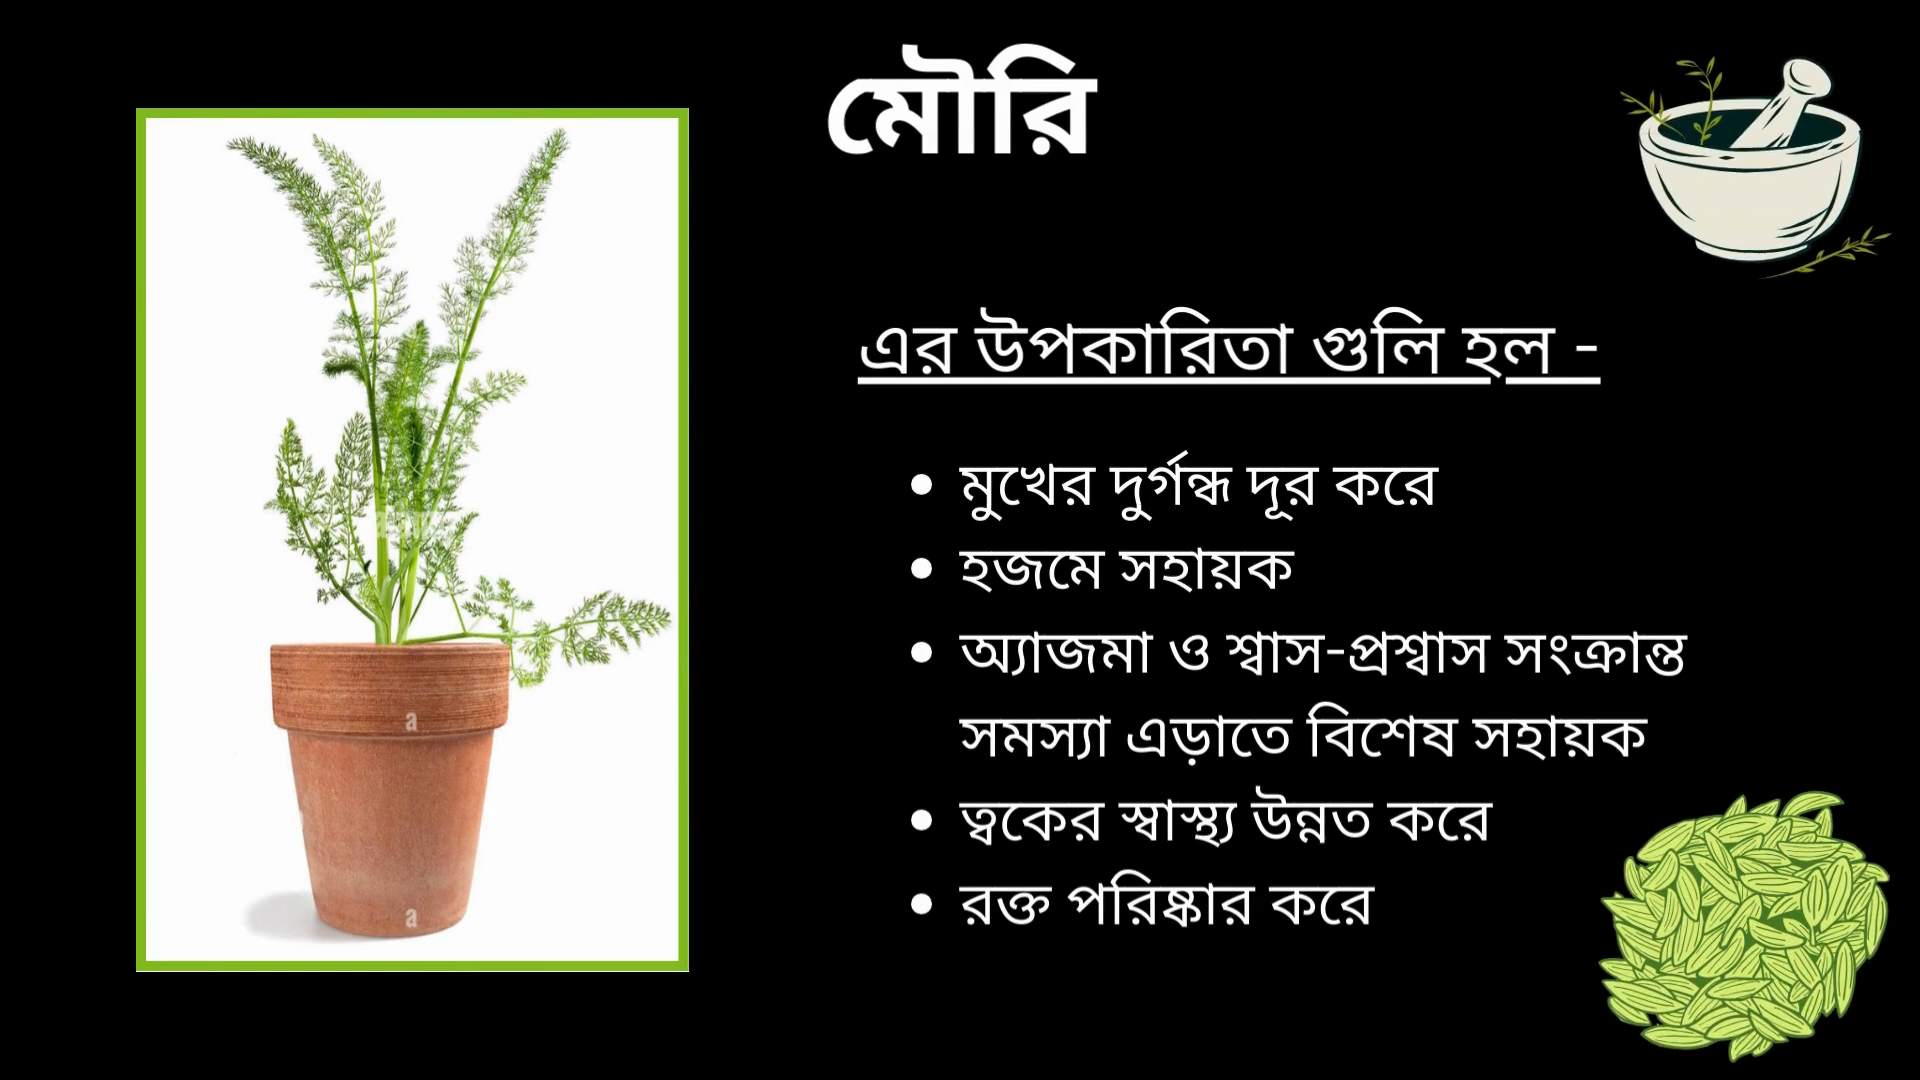 মৌরি
এর উপকারিতা গুলি হল -
• মুখের দুর্গন্ধ দূর করে
• হজমে সহায়ক
• অ্যাজমা ও শ্বাস-প্রশ্বাস সংক্রান্ত
সমস্যা এড়াতে বিশেষ সহায়ক
• ত্বকের স্বাস্থ্য উন্নত করে
• রক্ত পরিষ্কার করে
a
a